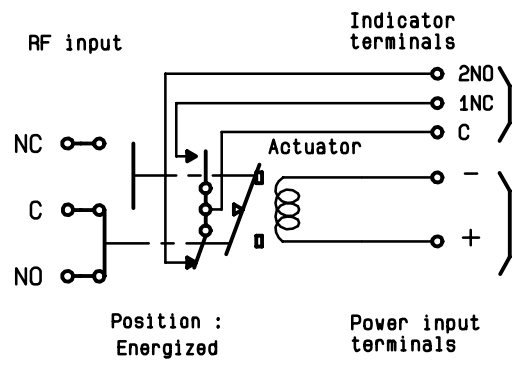 Indicator
terminals
RF input
2NO
1NC
C
Actuator
NC
C
NO
-
+
Position :
Energized
Power input
terminals